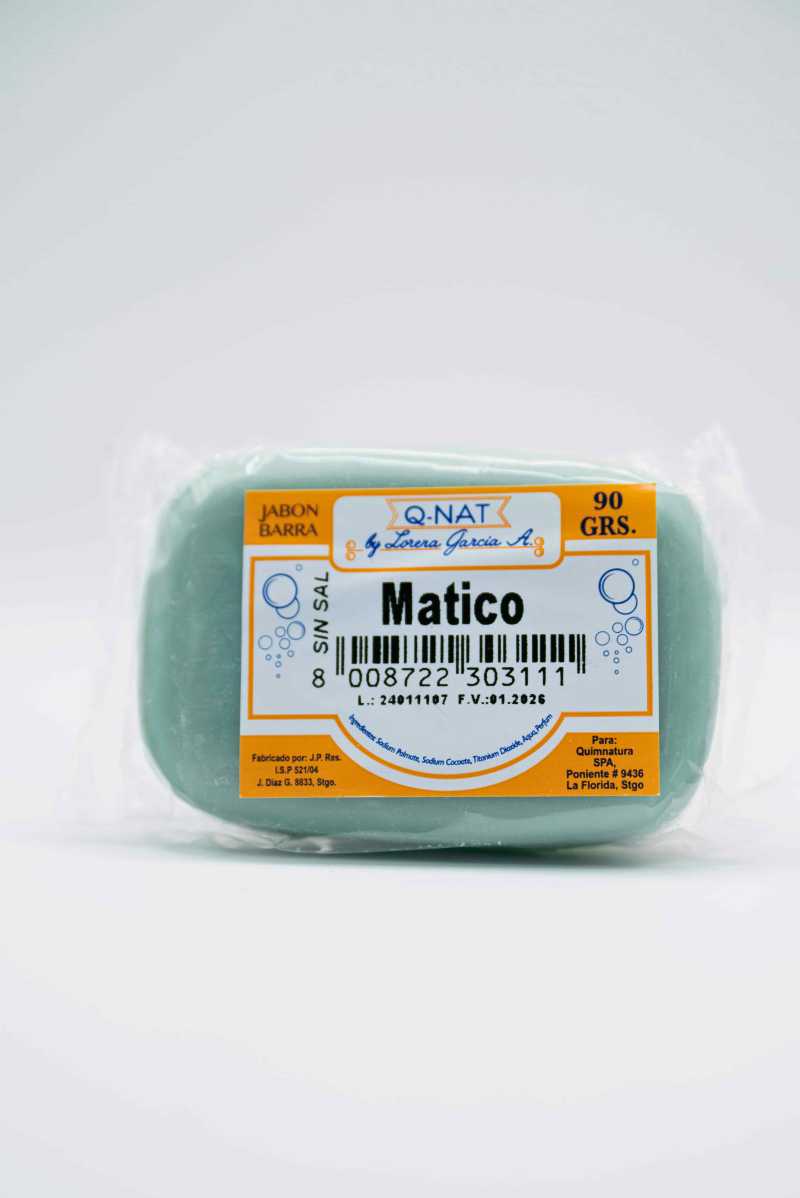 JABON
BARRA
Q-NAT
by Lorena Garcia A.
90
GRS.
SIN SAL
Matico
8 008722 303111
L.: 24011107 F.V.:01.2026
Ingredientes: Sodium Palmate, Sodium Cocoate, Titanium Dioxide, Aqua, Perfum
Fabricado por: J.P. Res.
I.S.P 521/04
J. Diaz G. 8833, Stgo.
Para:
Quimnatura
SPA,
Poniente # 9436
La Florida, Stgo